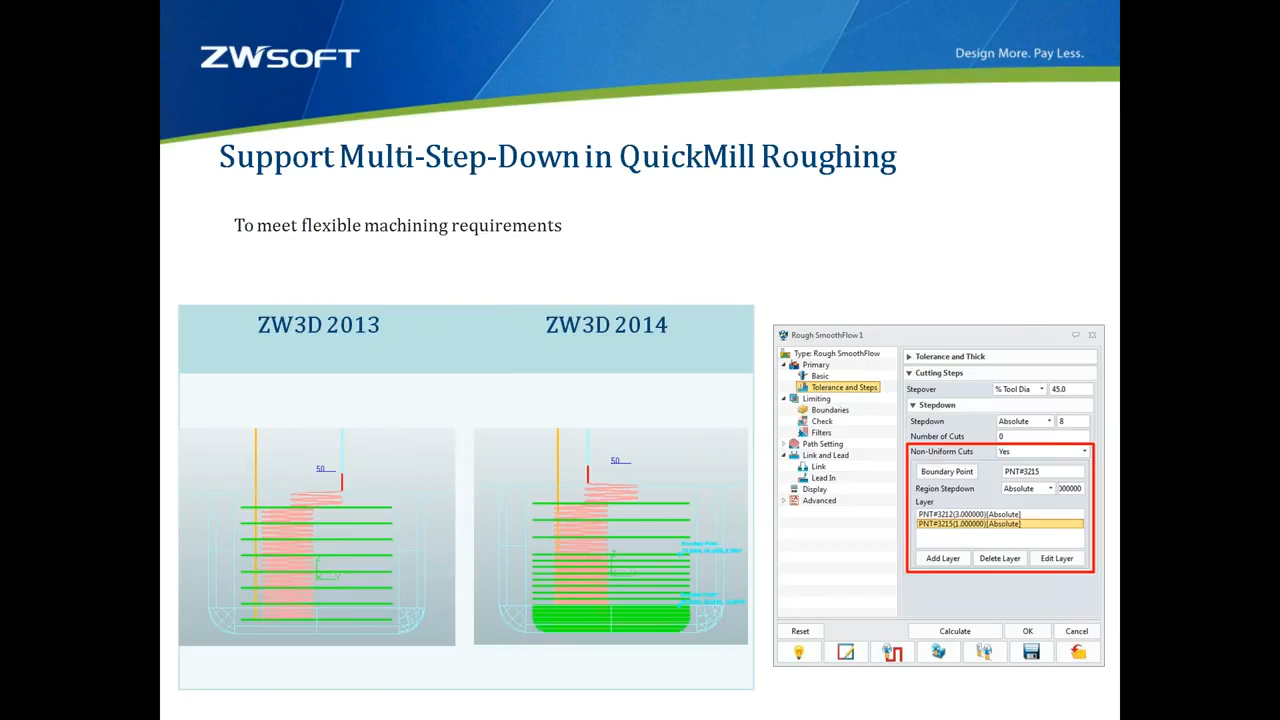 ZWSOFT
Design More. Pay Less.
Support Multi-Step-Down in QuickMill Roughing
To meet flexible machining requirements
ZW3D 2013
ZW3D 2014
50
50
Rough SmoothFlow 1
Type: Rough SmoothFlow
Primary
Basic
Tolerance and Steps
Limiting
Boundaries
Check
Filters
Path Setting
Link and Lead
Link
Lead In
Display
Advanced
Tolerance and Thick
Cutting Steps
Stepover % Tool Dia 45.0
Stepdown
Stepdown Absolute 8
Number of Cuts 0
Non-Uniform Cuts Yes
Boundary Point PNT#3215
Region Stepdown Absolute 000000
Layer
PNT#3212(3.000000)[Absolute]
PNT#3215(1.000000)[Absolute]
Add Layer Delete Layer Edit Layer
Reset Calculate OK Cancel